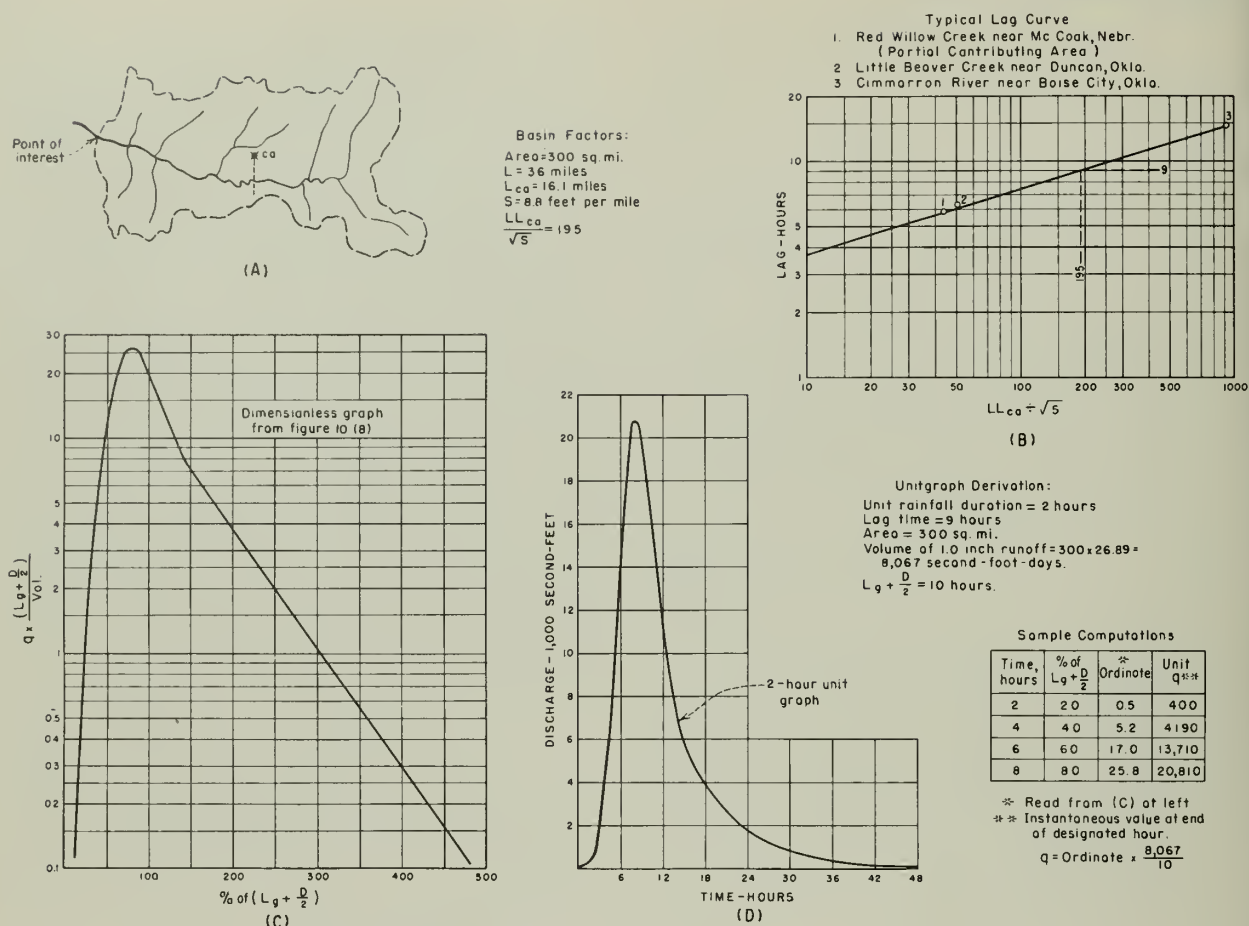 Point of
interest
ca
(A)
Basin Factors:
Area=300 sq. mi.
L = 36 miles
Lca = 16.1 miles
S=8.8 feet per mile
LLca
√S
= 195
Typical Lag Curve
1. Red Willow Creek near Mc Cook, Nebr.
(Partial Contributing Area)
2 Little Beaver Creek near Duncan, Okla.
3 Cimmarron River near Boise City, Okla.
LAG-HOURS
20
10
5
4
3
2
1
1
2
3
9
195
10
20
30
50
100
200
300
500
1000
LLca ÷ √S
(B)
q x (Lg + D/2) / Vol.
30
20
10
5
4
3
2
1
0.5
0.4
0.3
0.2
0.1
Dimensionless graph
from figure 10 (8)
100
200
300
400
500
% of (Lg + D/2)
(C)
DISCHARGE - 1,000 SECOND-FEET
22
20
18
16
14
12
10
8
6
4
2
2-hour unit
graph
6
12
18
24
30
36
42
48
TIME-HOURS
(D)
Unitgraph Derivation:
Unit rainfall duration = 2 hours
Lag time = 9 hours
Area = 300 sq. mi.
Volume of 1.0 inch runoff = 300 x 26.89 =
8,067 second-foot-days.
Lg + D/2 = 10 hours.
Sample Computations
Time, hours | % of Lg + D/2 | * Ordinate | Unit q**
2 | 20 | 0.5 | 400
4 | 40 | 5.2 | 4190
6 | 60 | 17.0 | 13,710
8 | 80 | 25.8 | 20,810
* Read from (C) at left
** Instantaneous value at end
of designated hour.
q = Ordinate x 8,067/10